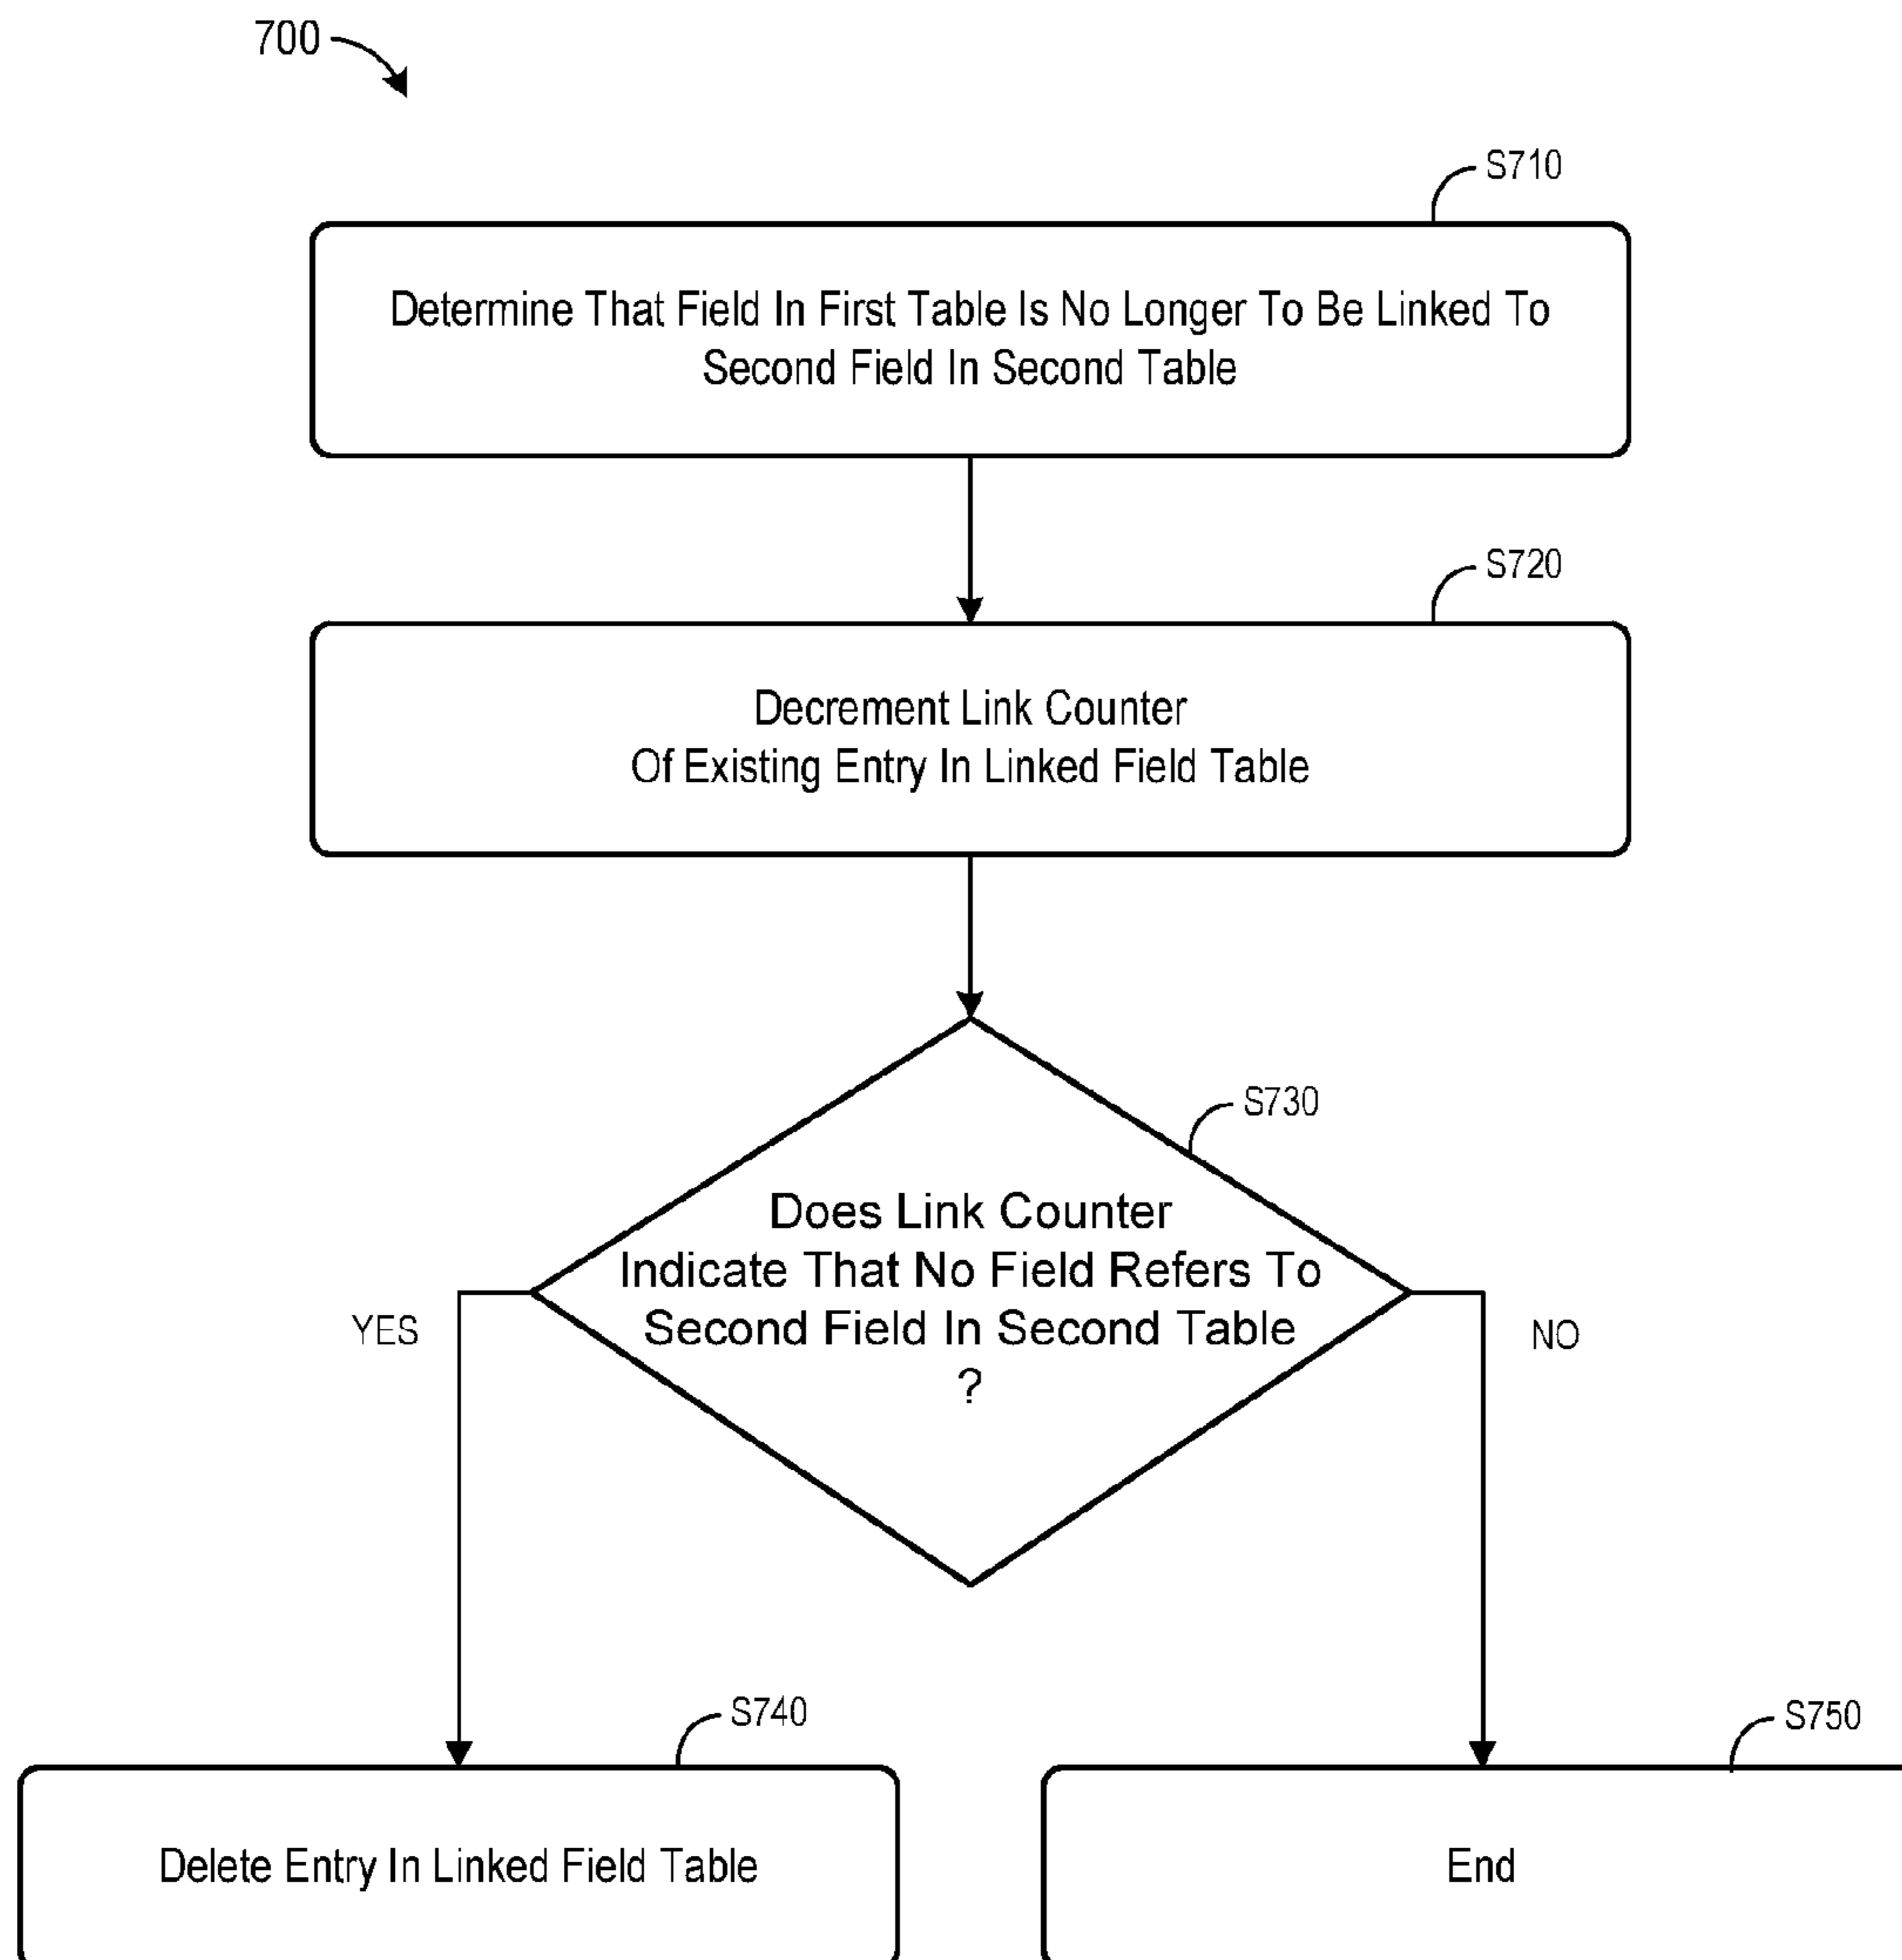 700
S710
Determine That Field In First Table Is No Longer To Be Linked To
Second Field In Second Table
S720
Decrement Link Counter
Of Existing Entry In Linked Field Table
S730
Does Link Counter
Indicate That No Field Refers To
Second Field In Second Table
?
YES
NO
S740
Delete Entry In Linked Field Table
S750
End